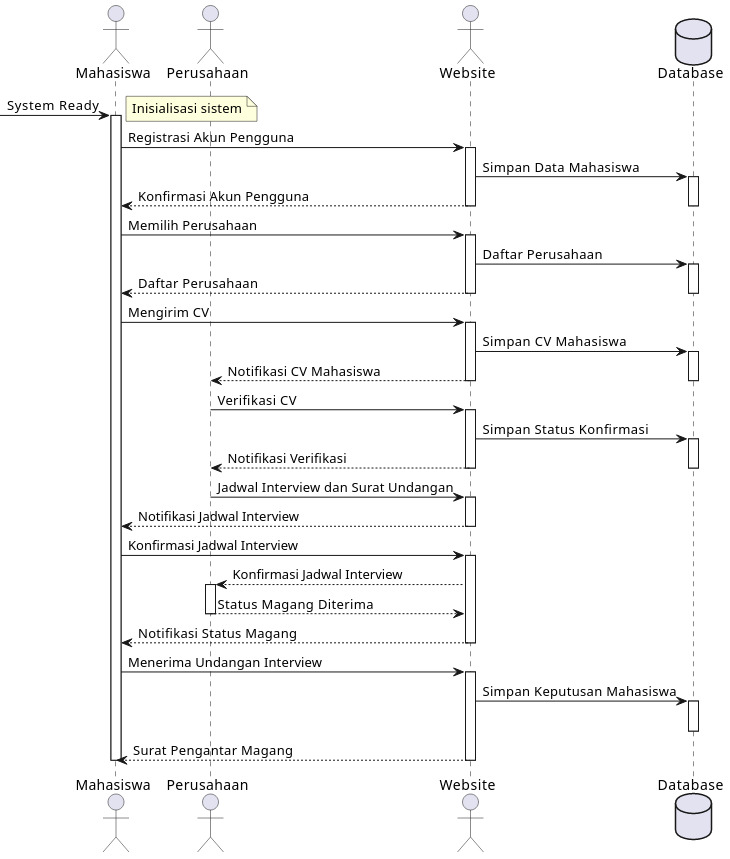 Mahasiswa Perusahaan Website Database
System Ready Inisialisasi sistem
Registrasi Akun Pengguna
Simpan Data Mahasiswa
Konfirmasi Akun Pengguna
Memilih Perusahaan
Daftar Perusahaan
Daftar Perusahaan
Mengirim CV
Simpan CV Mahasiswa
Notifikasi CV Mahasiswa
Verifikasi CV
Simpan Status Konfirmasi
Notifikasi Verifikasi
Jadwal Interview dan Surat Undangan
Notifikasi Jadwal Interview
Konfirmasi Jadwal Interview
Konfirmasi Jadwal Interview
Status Magang Diterima
Notifikasi Status Magang
Menerima Undangan Interview
Simpan Keputusan Mahasiswa
Surat Pengantar Magang
Mahasiswa Perusahaan Website Database